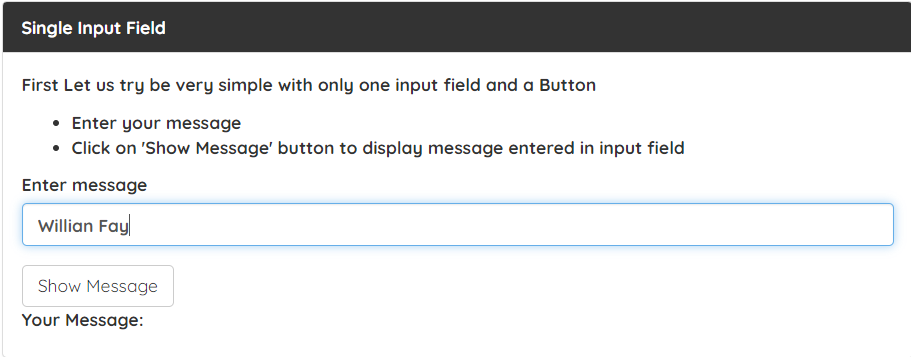 Single Input Field
First Let us try be very simple with only one input field and a Button
Enter your message
Click on 'Show Message' button to display message entered in input field
Enter message
Willian Fay
Show Message
Your Message: